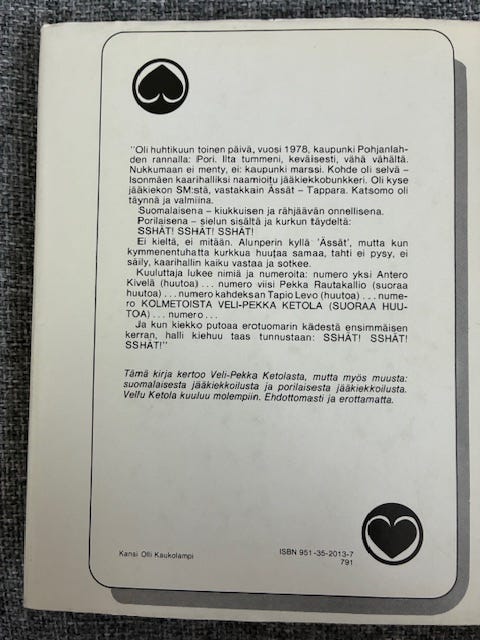 "Oli huhtikuun toinen päivä, vuosi 1978, kaupunki Pohjanlah-
den rannalla: Pori. Ilta tummeni, keväisesti, vähä vähältä.
Nukkumaan ei menty, ei: kaupunki marssi. Kohde oli selvä –
Isonmäen kaarihalliksi naamioitu jääkiekkobunkkeri. Oli kyse
jääkiekon SM:stä, vastakkain Ässät - Tappara. Katsomo oli
täynnä ja valmiina.
Suomalaisena – kiukkuisen ja rähjäävän onnellisena.
Porilaisena – sielun sisältä ja kurkun täydeltä:
SSHÄT! SSHÄT! SSHÄT!
Ei kieltä, ei mitään. Alunperin kyllä 'Ässät', mutta kun
kymmenentuhatta kurkkua huutaa samaa, tahti ei pysy, ei
säily, kaarihallin kaiku vastaa ja sotkee.
Kuuluttaja lukee nimiä ja numeroita: numero yksi Antero
Kivelä (huutoa) . . . numero viisi Pekka Rautakallio (suoraa
huutoa) . . . numero kahdeksan Tapio Levo (huutoa) . . . nume-
ro KOLMETOISTA VELI-PEKKA KETOLA (SUORAA HUU-
TOA) . . . numero . . .
Ja kun kiekko putoaa erotuomarin kädestä ensimmäisen
kerran, halli kiehuu taas tunnustaan: SSHÄT! SSHÄT!
SSHÄT!"
Tämä kirja kertoo Veli-Pekka Ketolasta, mutta myös muusta:
suomalaisesta jääkiekkoilusta ja porilaisesta jääkiekkoilusta.
Vellu Ketola kuuluu molempiin. Ehdottomasti ja erottamatta.
Kansi Olli Kaukolampi
ISBN 951-35-2013-7
791